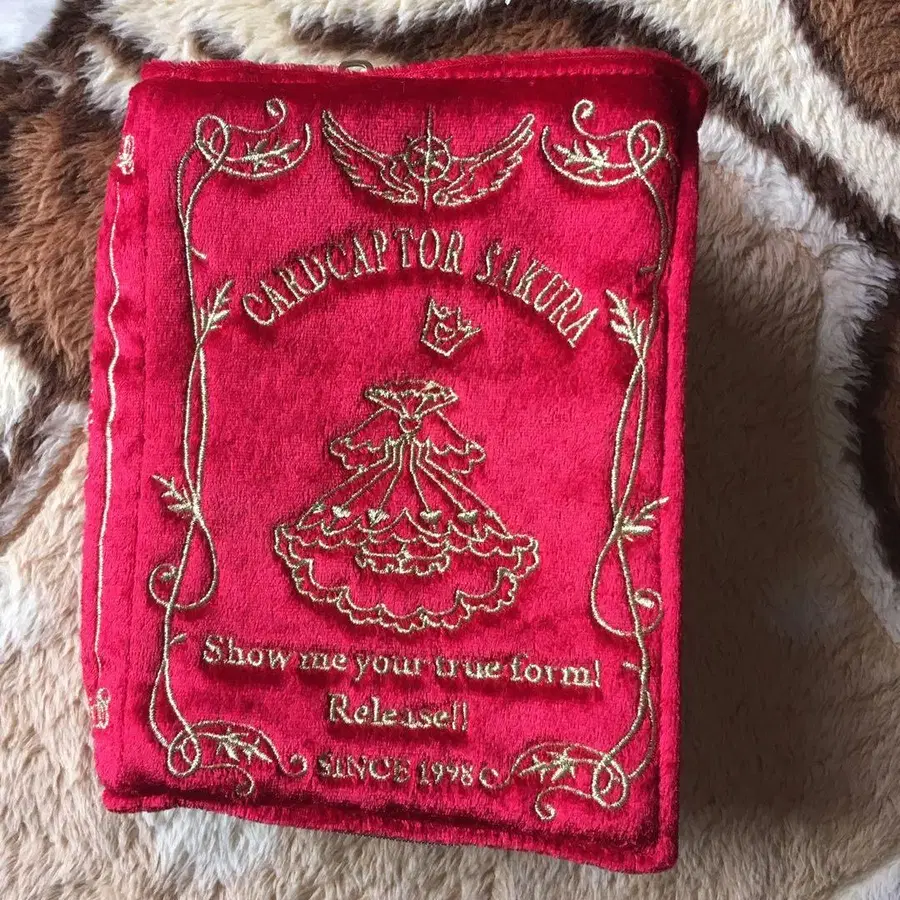 CARDCAPTOR SAKURA
Show me your true form!
Release!!
SINCE 1998